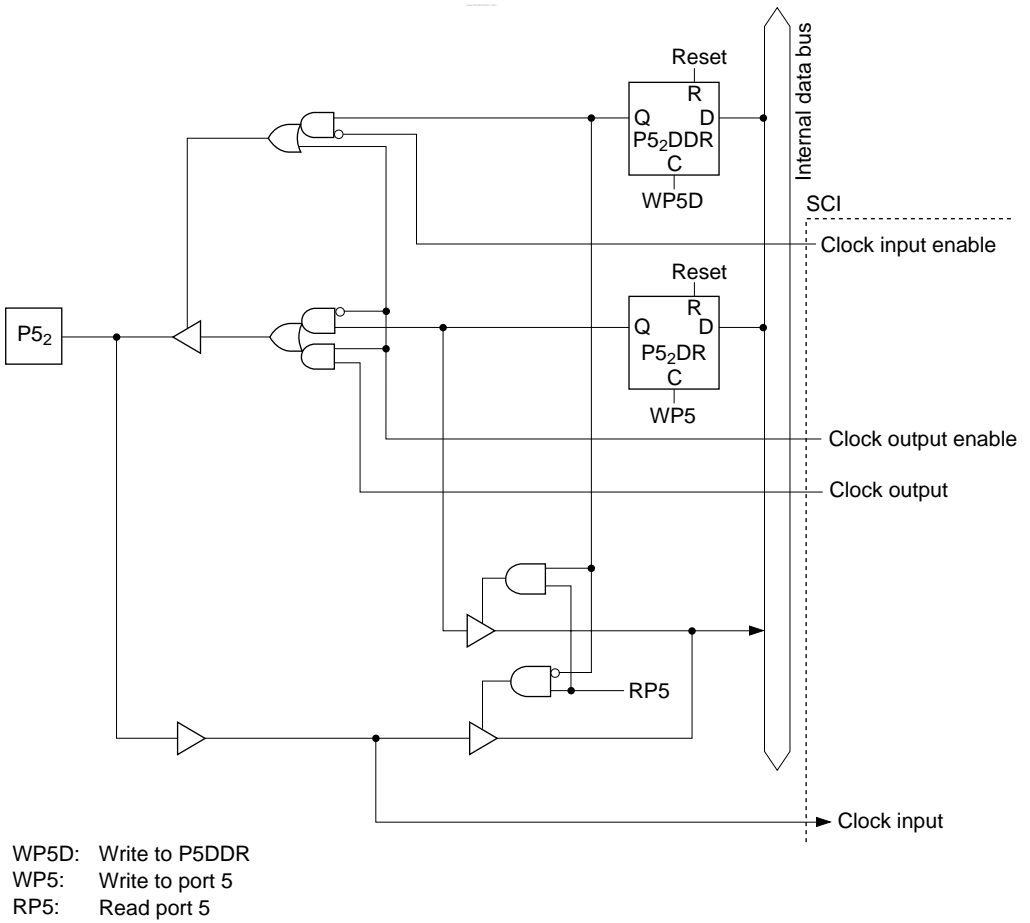 Reset
R
Q D
P5₂DDR
C
WP5D
Internal data bus
SCI
Clock input enable
Reset
R
Q D
P5₂DR
C
WP5
P5₂
Clock output enable
Clock output
RP5
Clock input
WP5D: Write to P5DDR
WP5: Write to port 5
RP5: Read port 5